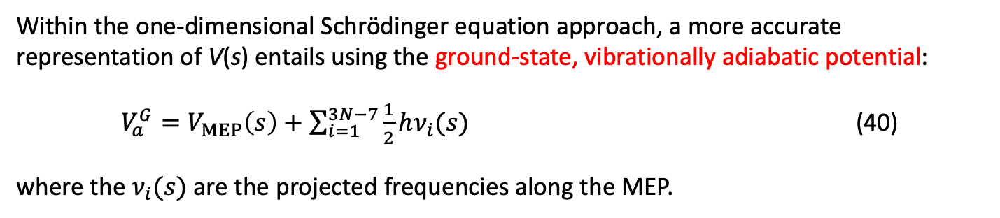 Within the one-dimensional Schrödinger equation approach, a more accurate
representation of V(s) entails using the ground-state, vibrationally adiabatic potential:
$V_a^G = V_{\mathrm{MEP}}(s) + \sum_{i=1}^{3N-7} \frac{1}{2} h\nu_i(s)$ (40)
where the $\nu_i(s)$ are the projected frequencies along the MEP.